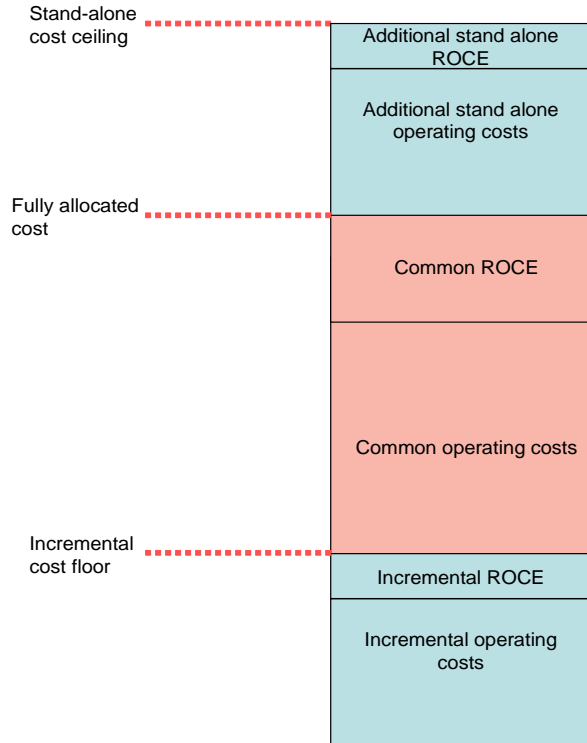 Stand-alone
cost ceiling
Additional stand alone
ROCE
Additional stand alone
operating costs
Fully allocated
cost
Common ROCE
Common operating costs
Incremental
cost floor
Incremental ROCE
Incremental operating
costs